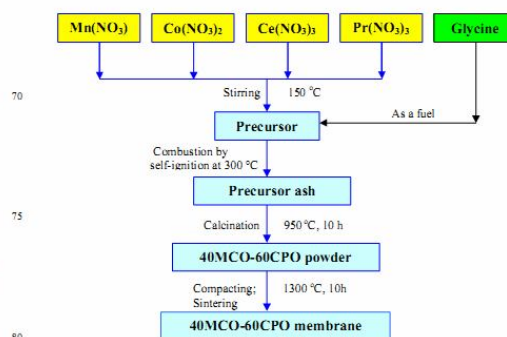 Mn(NO3) Co(NO3)2 Ce(NO3)3 Pr(NO3)3 Glycine
70 Stirring 150 °C
As a fuel
Precursor
Combustion by
self-ignition at 300 °C
Precursor ash
75
Calcination 950 °C, 10 h
40MCO-60CPO powder
Compacting; 1300 °C, 10h
Sintering
40MCO-60CPO membrane
80